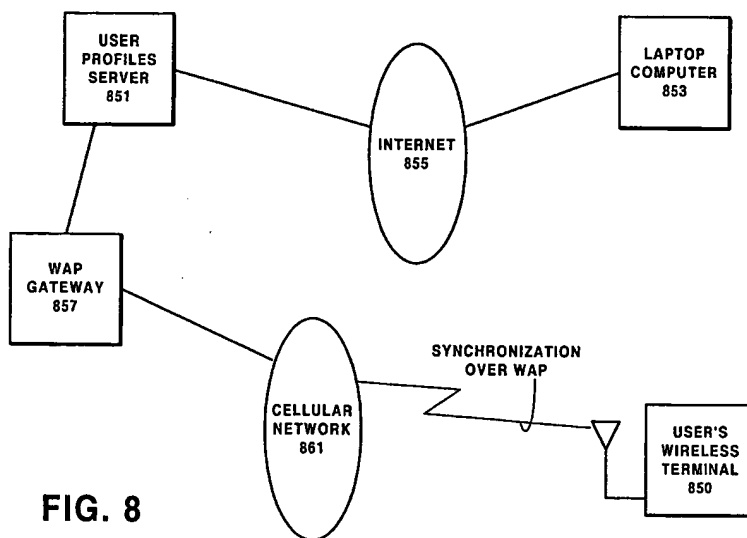 USER
PROFILES
SERVER
851
LAPTOP
COMPUTER
853
INTERNET
855
WAP
GATEWAY
857
SYNCHRONIZATION
OVER WAP
CELLULAR
NETWORK
861
USER'S
WIRELESS
TERMINAL
850
FIG. 8